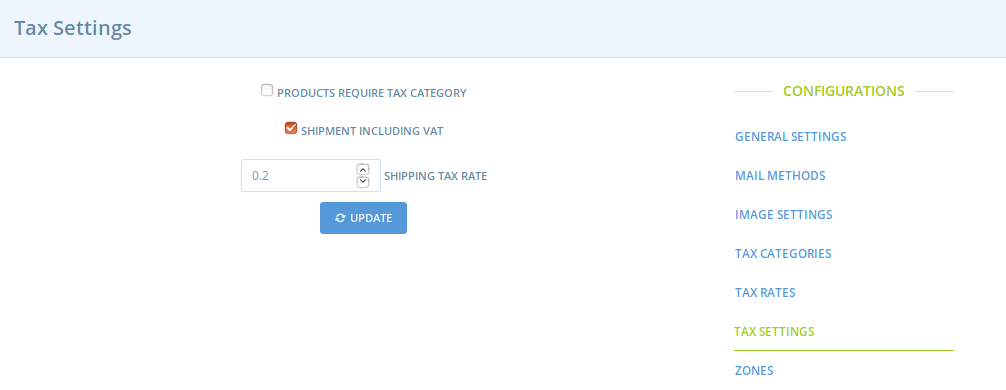 Tax Settings
PRODUCTS REQUIRE TAX CATEGORY
SHIPMENT INCLUDING VAT
0.2 SHIPPING TAX RATE
UPDATE
CONFIGURATIONS
GENERAL SETTINGS
MAIL METHODS
IMAGE SETTINGS
TAX CATEGORIES
TAX RATES
TAX SETTINGS
ZONES